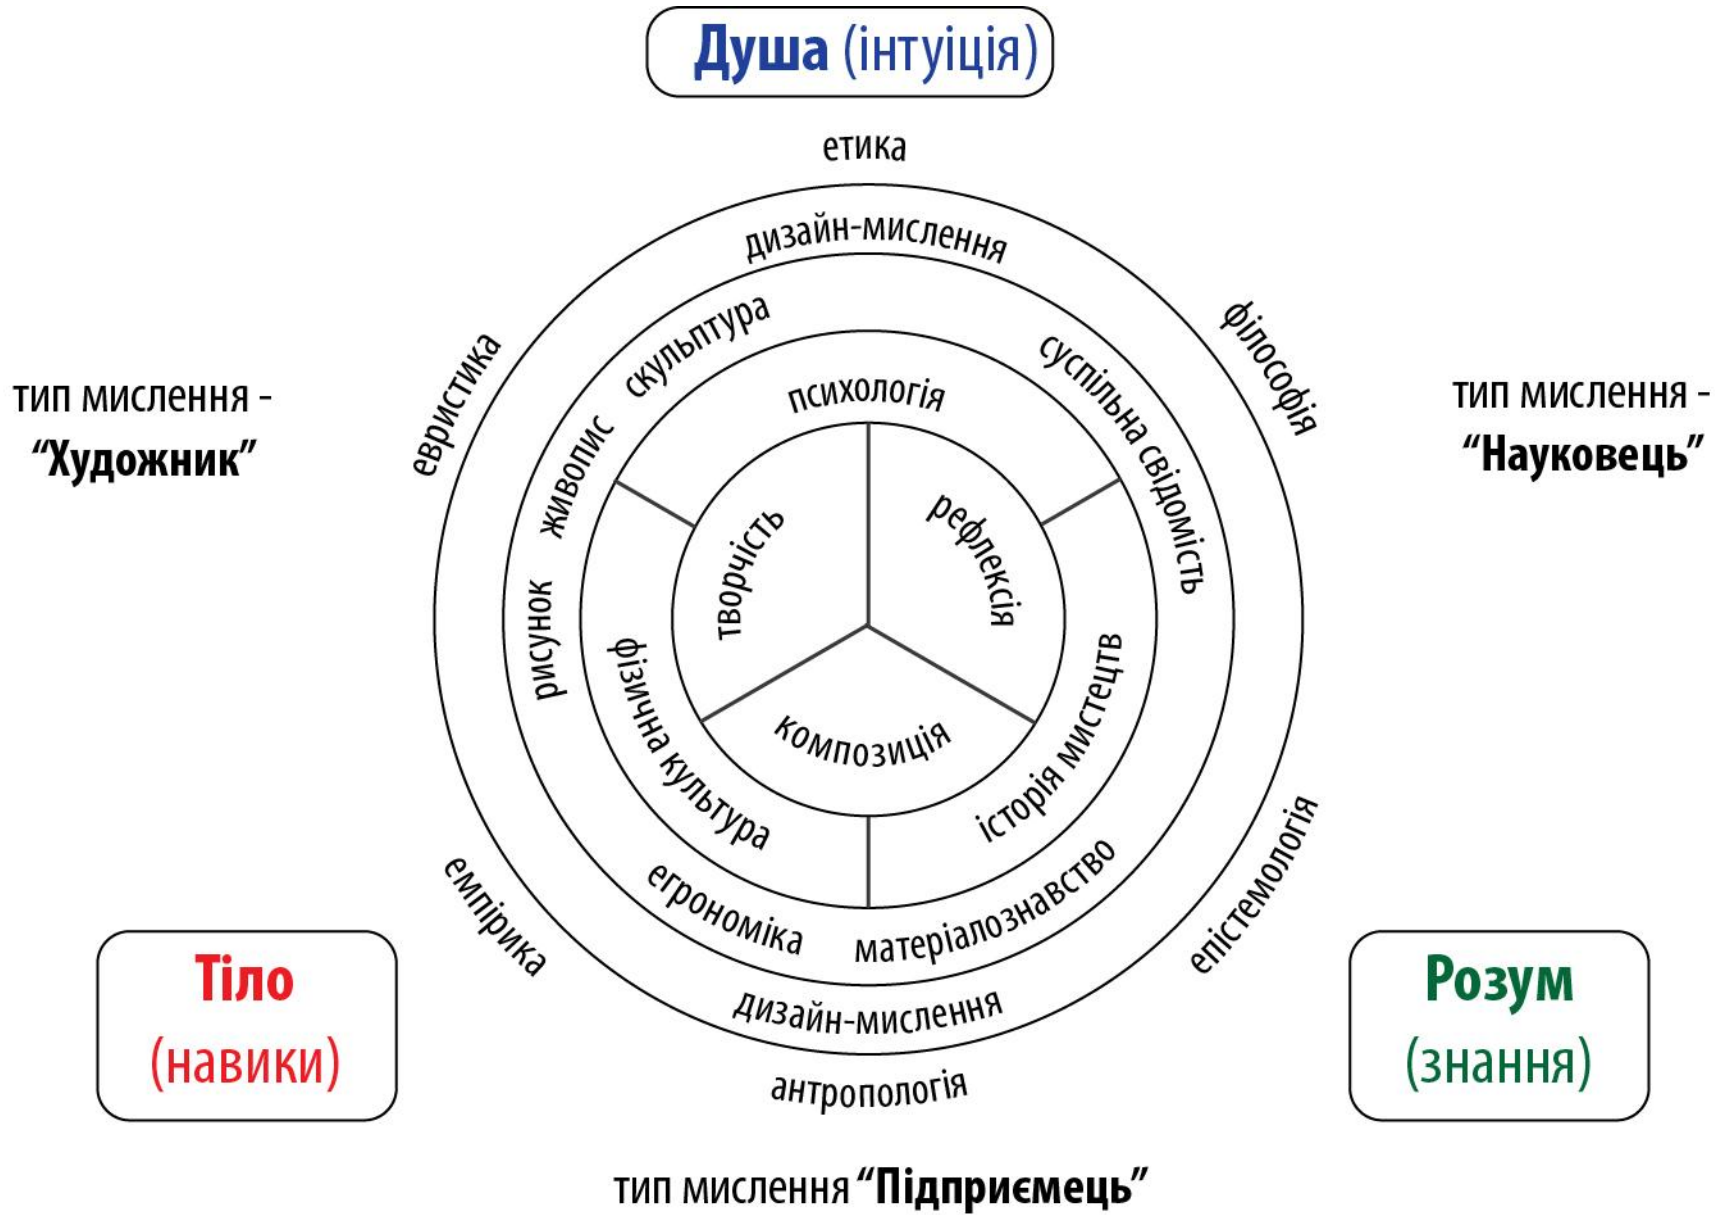 Душа (інтуіція)
етика
дизайн-мислення
скульптура
суспільна свідомість
філософія
евристика
психологія
тип мислення -
“Художник”
тип мислення -
“Науковець”
живопис
творчість
рефлексія
рисунок
фізична культура
історія мистецтв
композиція
егрономіка
матеріалознавство
емпірика
епістемологія
Тіло
(навики)
Розум
(знання)
дизайн-мислення
антропологія
тип мислення “Підприємець”